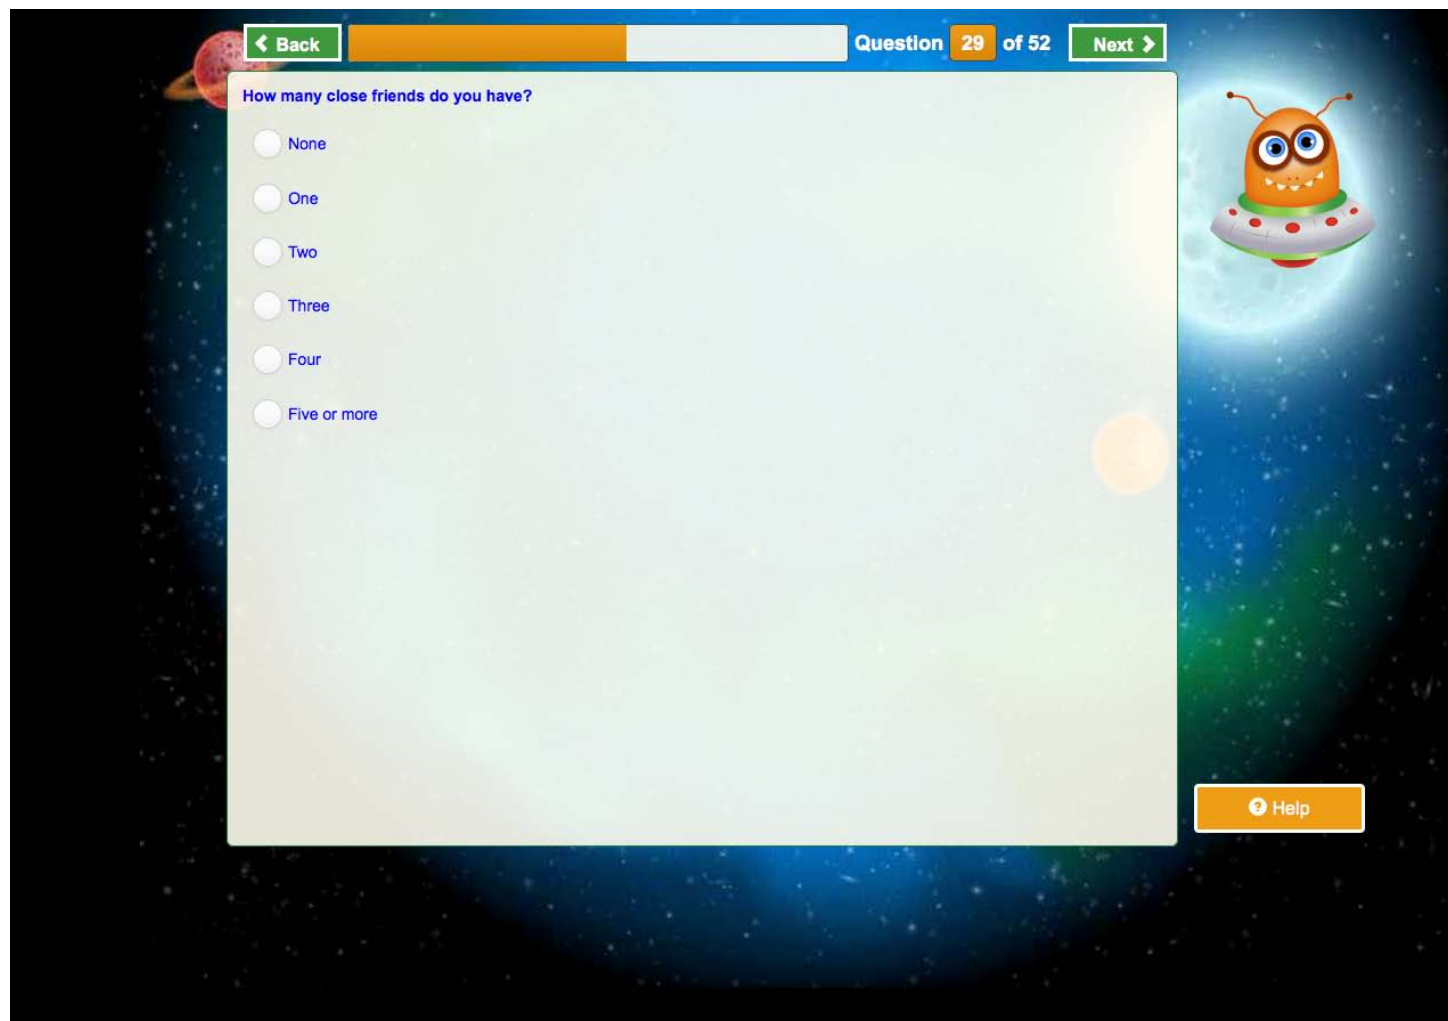 Back
Question 29 of 52
Next
How many close friends do you have?
None
One
Two
Three
Four
Five or more
? Help